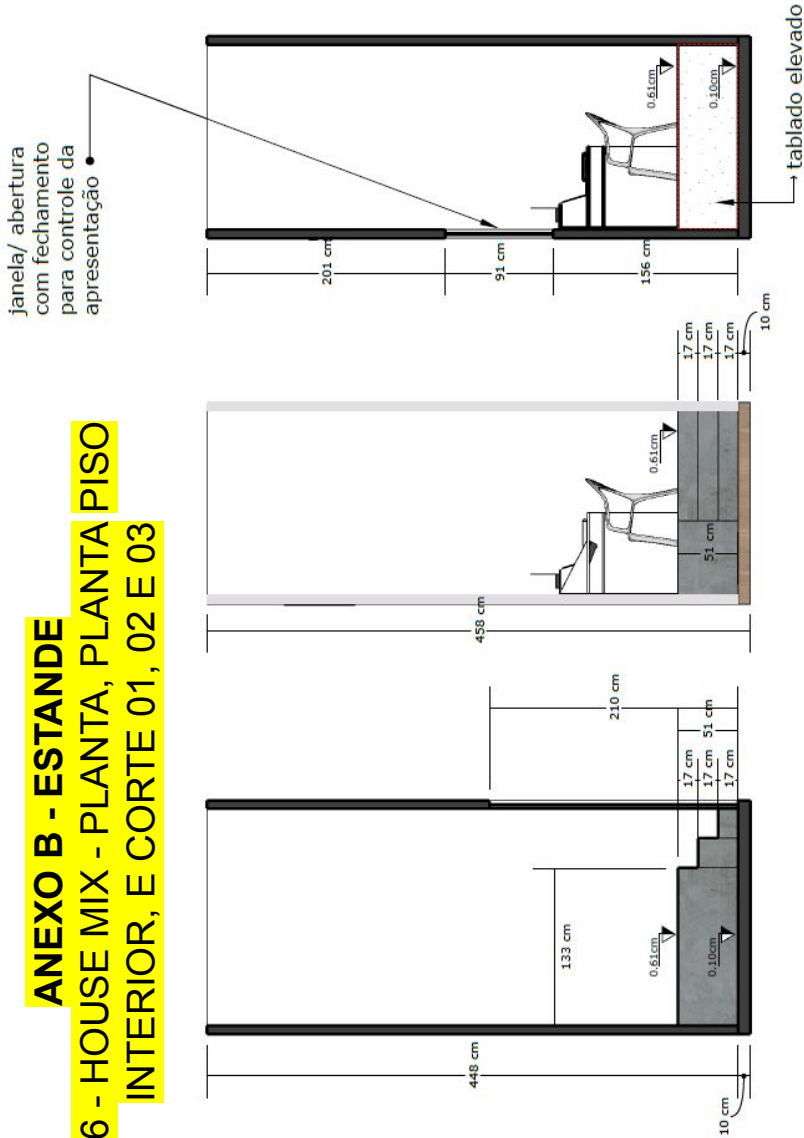 ANEXO B - ESTANDE
6 - HOUSE MIX - PLANTA, PLANTA PISO
INTERIOR, E CORTE 01, 02 E 03
janela/ abertura
com fechamento
para controle da
apresentação
201 cm
91 cm
156 cm
0.61cm
0.10cm
tablado elevado
458 cm
0.61cm
51 cm
17 cm
17 cm
17 cm
10 cm
448 cm
10 cm
133 cm
0.61cm
0.10cm
210 cm
51 cm
17 cm
17 cm
17 cm